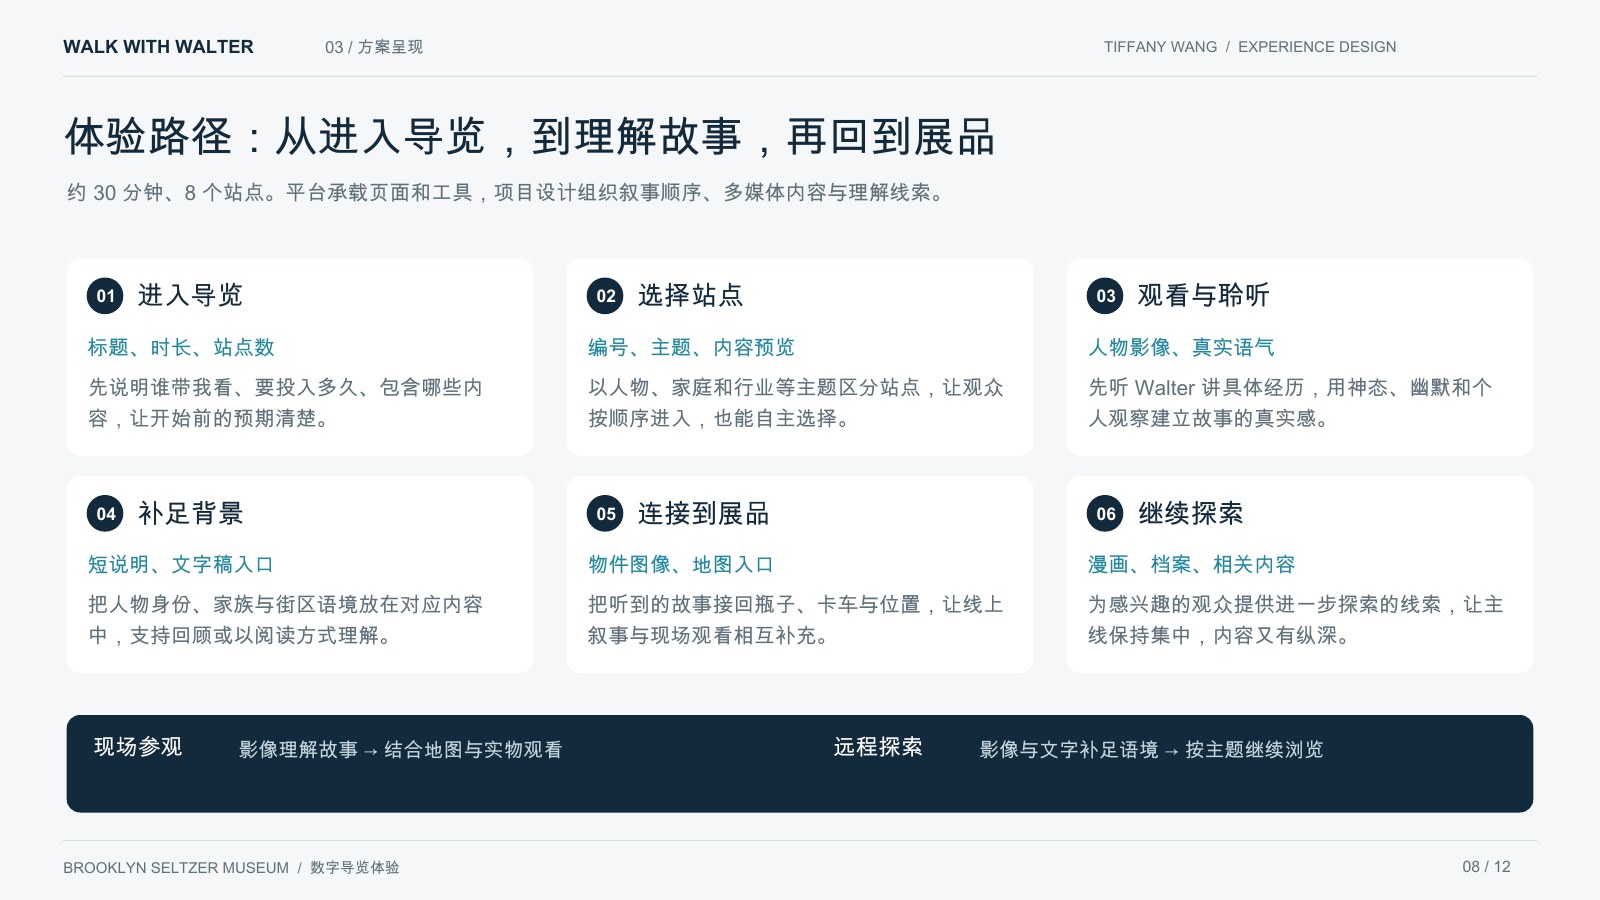 WALK WITH WALTER
03 / 方案呈现
TIFFANY WANG / EXPERIENCE DESIGN
体验路径：从进入导览，到理解故事，再回到展品
约 30 分钟、8 个站点。平台承载页面和工具，项目设计组织叙事顺序、多媒体内容与理解线索。
01 进入导览
标题、时长、站点数
先说明谁带我看、要投入多久、包含哪些内
容，让开始前的预期清楚。
02 选择站点
编号、主题、内容预览
以人物、家庭和行业等主题区分站点，让观众
按顺序进入，也能自主选择。
03 观看与聆听
人物影像、真实语气
先听 Walter 讲具体经历，用神态、幽默和个
人观察建立故事的真实感。
04 补足背景
短说明、文字稿入口
把人物身份、家族与街区语境放在对应内容
中，支持回顾或以阅读方式理解。
05 连接到展品
物件图像、地图入口
把听到的故事接回瓶子、卡车与位置，让线上
叙事与现场观看相互补充。
06 继续探索
漫画、档案、相关内容
为感兴趣的观众提供进一步探索的线索，让主
线保持集中，内容又有纵深。
现场参观 影像理解故事 → 结合地图与实物观看
远程探索 影像与文字补足语境 → 按主题继续浏览
BROOKLYN SELTZER MUSEUM / 数字导览体验
08 / 12